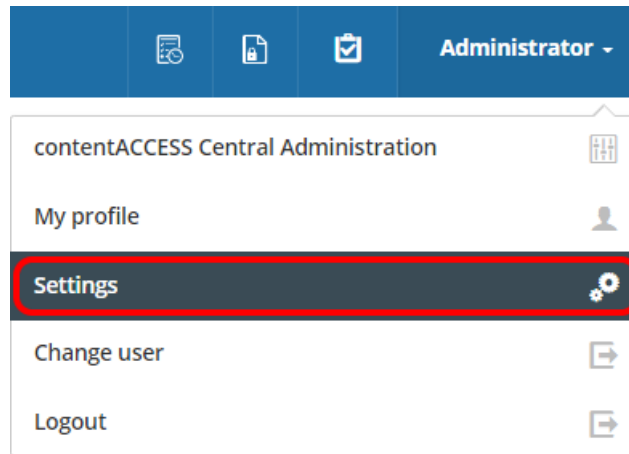 Administrator
contentACCESS Central Administration
My profile
Settings
Change user
Logout